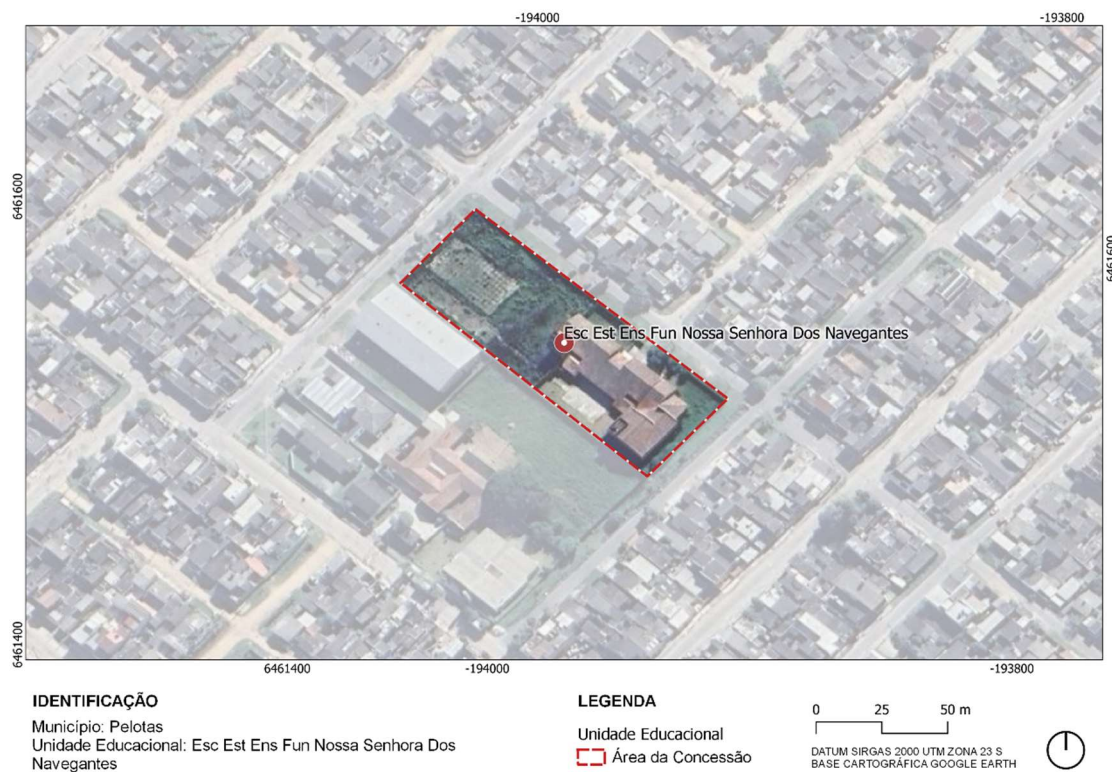 -194000
-193800
6461600
6461600
Esc Est Ens Fun Nossa Senhora Dos Navegantes
6461400
6461400
-194000
-193800
IDENTIFICAÇÃO
Município: Pelotas
Unidade Educacional: Esc Est Ens Fun Nossa Senhora Dos
Navegantes
LEGENDA
Unidade Educacional
Área da Concessão
0 25 50 m
DATUM SIRGAS 2000 UTM ZONA 23 S
BASE CARTOGRÁFICA GOOGLE EARTH